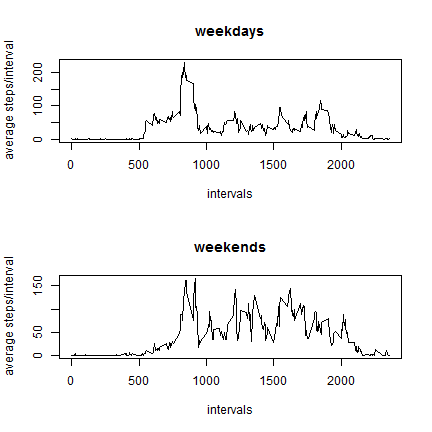 weekdays
average steps/interval
0
100
200
0
500
1000
1500
2000
intervals
weekends
average steps/interval
0
50
150
0
500
1000
1500
2000
intervals